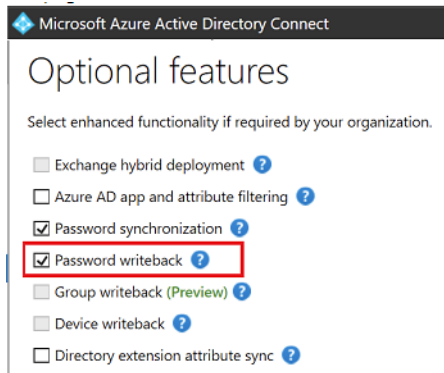 Microsoft Azure Active Directory Connect
Optional features
Select enhanced functionality if required by your organization.
Exchange hybrid deployment ?
Azure AD app and attribute filtering ?
Password synchronization ?
Password writeback ?
Group writeback (Preview) ?
Device writeback ?
Directory extension attribute sync ?